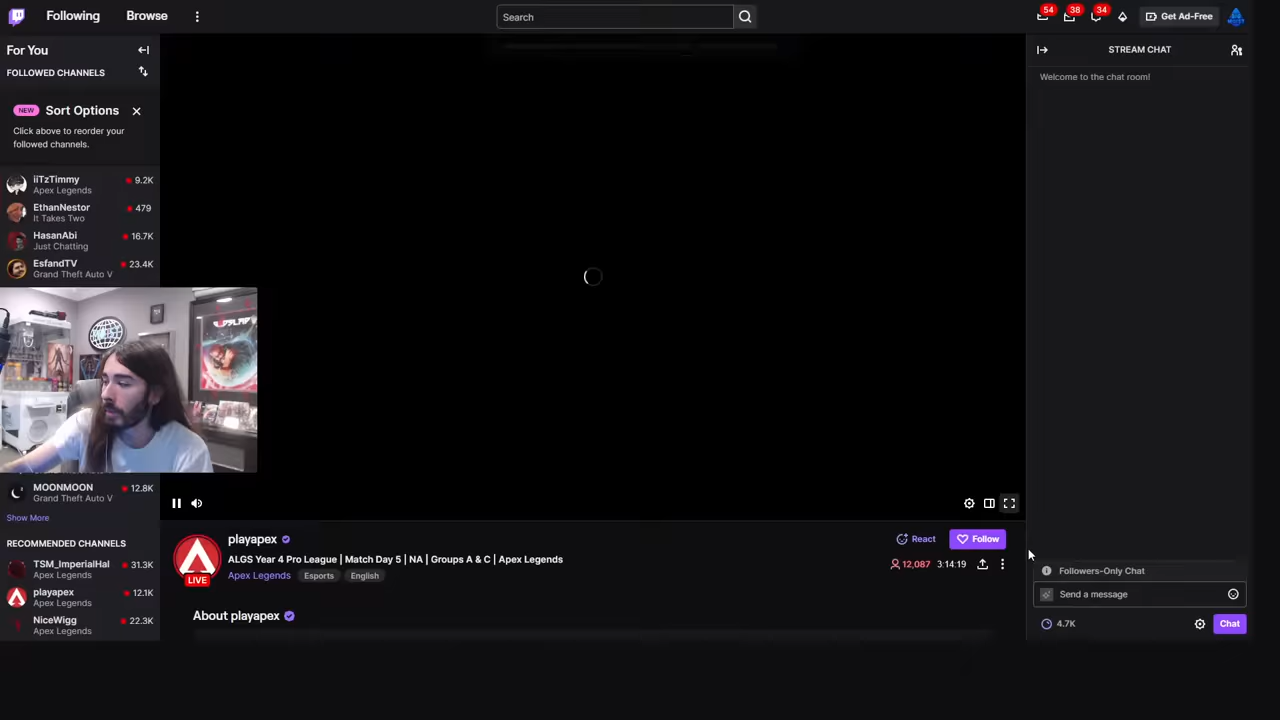 Following
Browse
Search
54
38
34
Get Ad-Free
For You
FOLLOWED CHANNELS
NEW
Sort Options
Click above to reorder your
followed channels.
iiTzTimmy
9.2K
Apex Legends
EthanNestor
479
It Takes Two
HasanAbi
16.7K
Just Chatting
EsfandTV
23.4K
Grand Theft Auto V
MOONMOON
12.8K
Grand Theft Auto V
Show More
RECOMMENDED CHANNELS
TSM_ImperialHal
31.3K
Apex Legends
playapex
12.1K
Apex Legends
NiceWigg
22.3K
Apex Legends
playapex
ALGS Year 4 Pro League | Match Day 5 | NA | Groups A & C | Apex Legends
Apex Legends
Esports
English
LIVE
React
Follow
12,087
3:14:19
About playapex
STREAM CHAT
Welcome to the chat room!
Followers-Only Chat
Send a message
4.7K
Chat